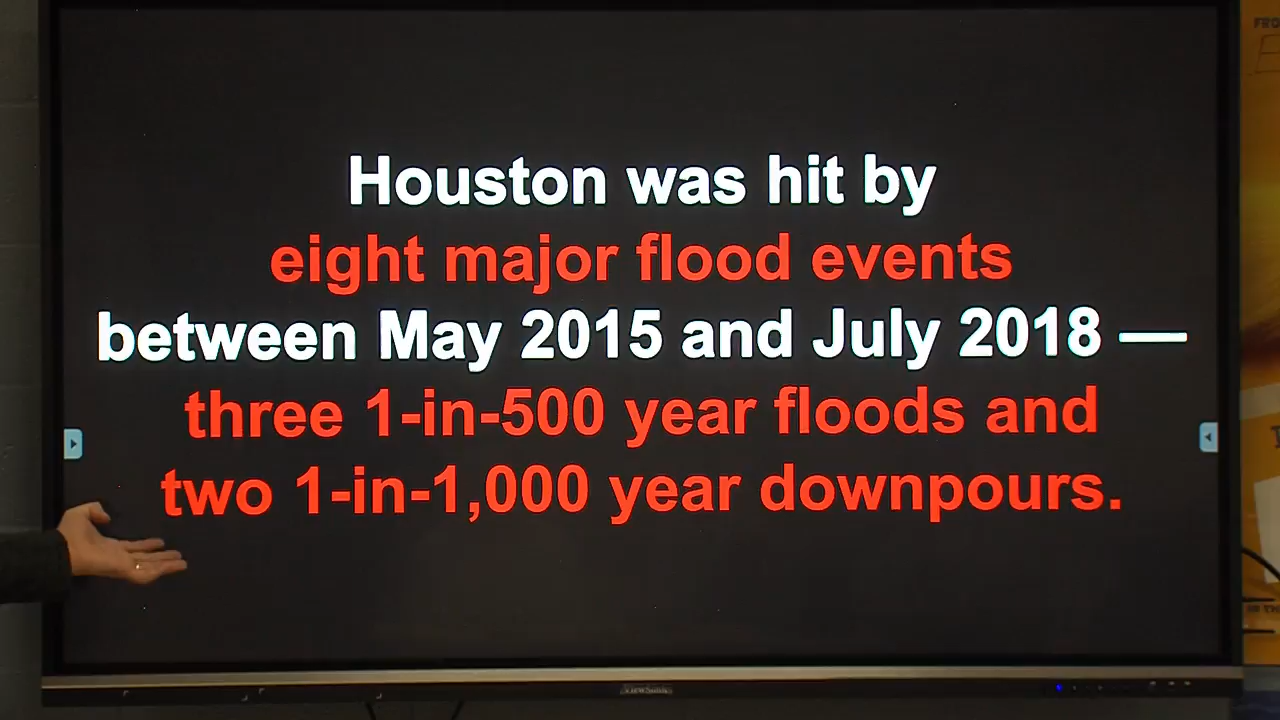 Houston was hit by
eight major flood events
between May 2015 and July 2018 —
three 1-in-500 year floods and
two 1-in-1,000 year downpours.
ViewSonic